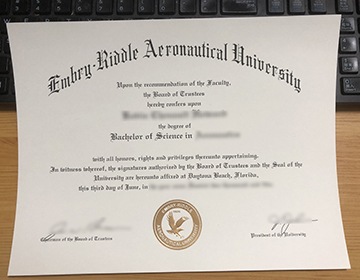 Embry-Riddle Aeronautical University
Upon the recommendation of the Faculty,
the Board of Trustees
hereby confers upon
the degree of
Bachelor of Science in
with all honors, rights and privileges thereunto appertaining.
In witness whereof, the signatures authorized by the Board of Trustees and the Seal of the
University are hereunto affixed at Daytona Beach, Florida,
this third day of June, in
Chairman of the Board of Trustees
President of the University